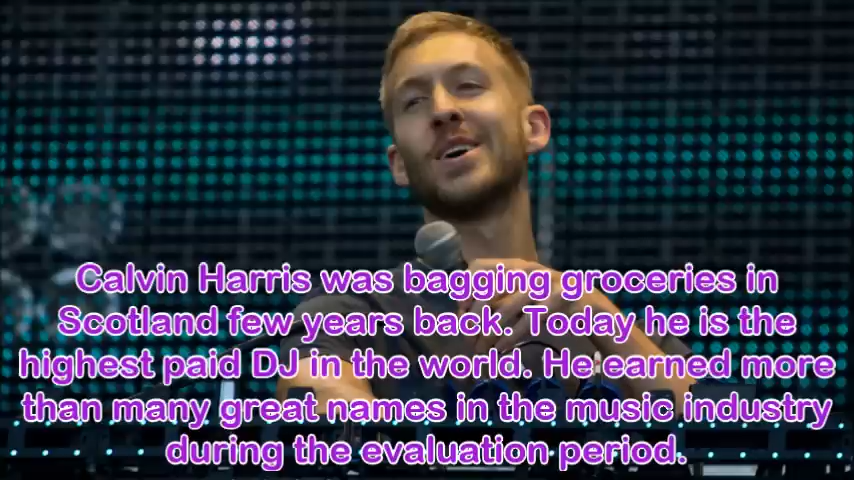 Calvin Harris was bagging groceries in
Scotland few years back. Today he is the
highest paid DJ in the world. He earned more
than many great names in the music industry
during the evaluation period.